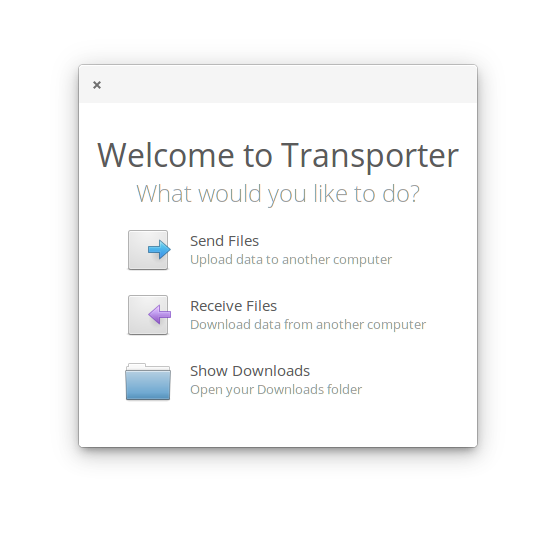 Welcome to Transporter
What would you like to do?
Send Files
Upload data to another computer
Receive Files
Download data from another computer
Show Downloads
Open your Downloads folder